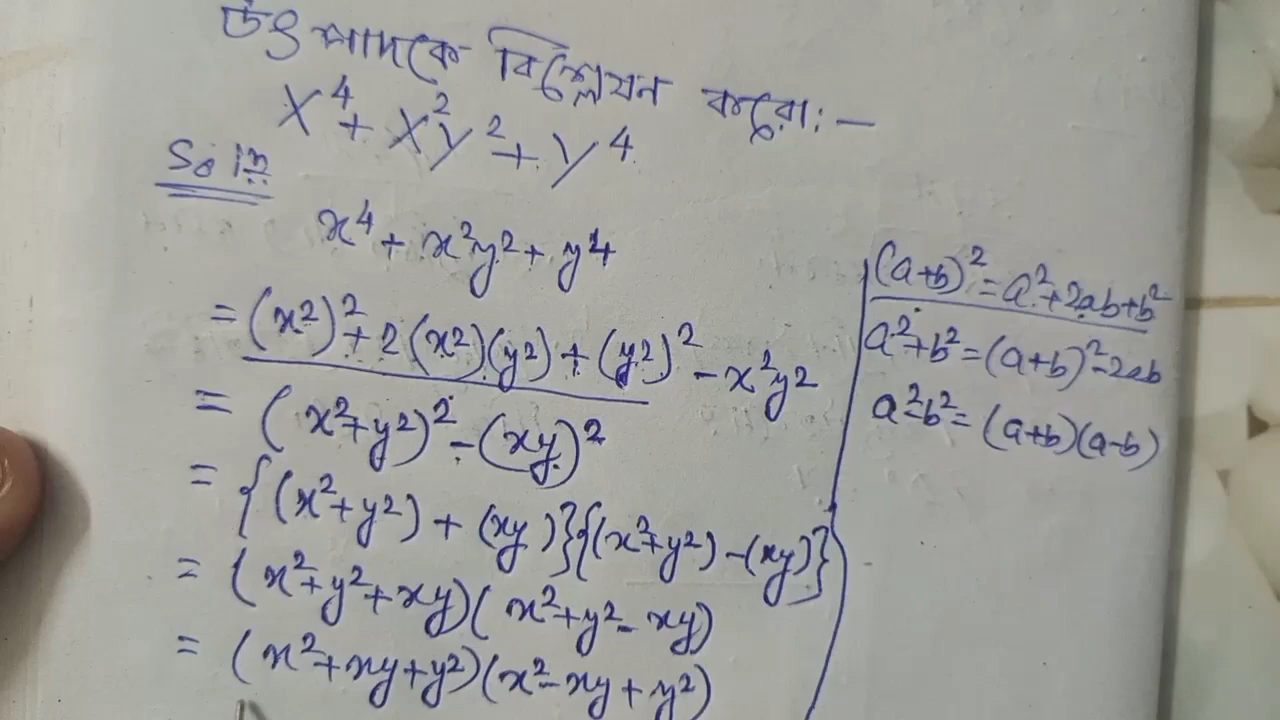 উৎপাদকে বিশ্লেষন করো:-
X⁴ + X²Y² + Y⁴
Solⁿ
x⁴ + x²y² + y⁴
= (x²)² + 2(x²)(y²) + (y²)² - x²y²
= (x²+y²)² - (xy)²
= {(x²+y²) + (xy)}{(x²+y²) - (xy)}
= (x²+y²+xy)(x²+y²-xy)
= (x²+xy+y²)(x²-xy+y²)
(a+b)² = a²+2ab+b²
a²+b² = (a+b)²-2ab
a²-b² = (a+b)(a-b)